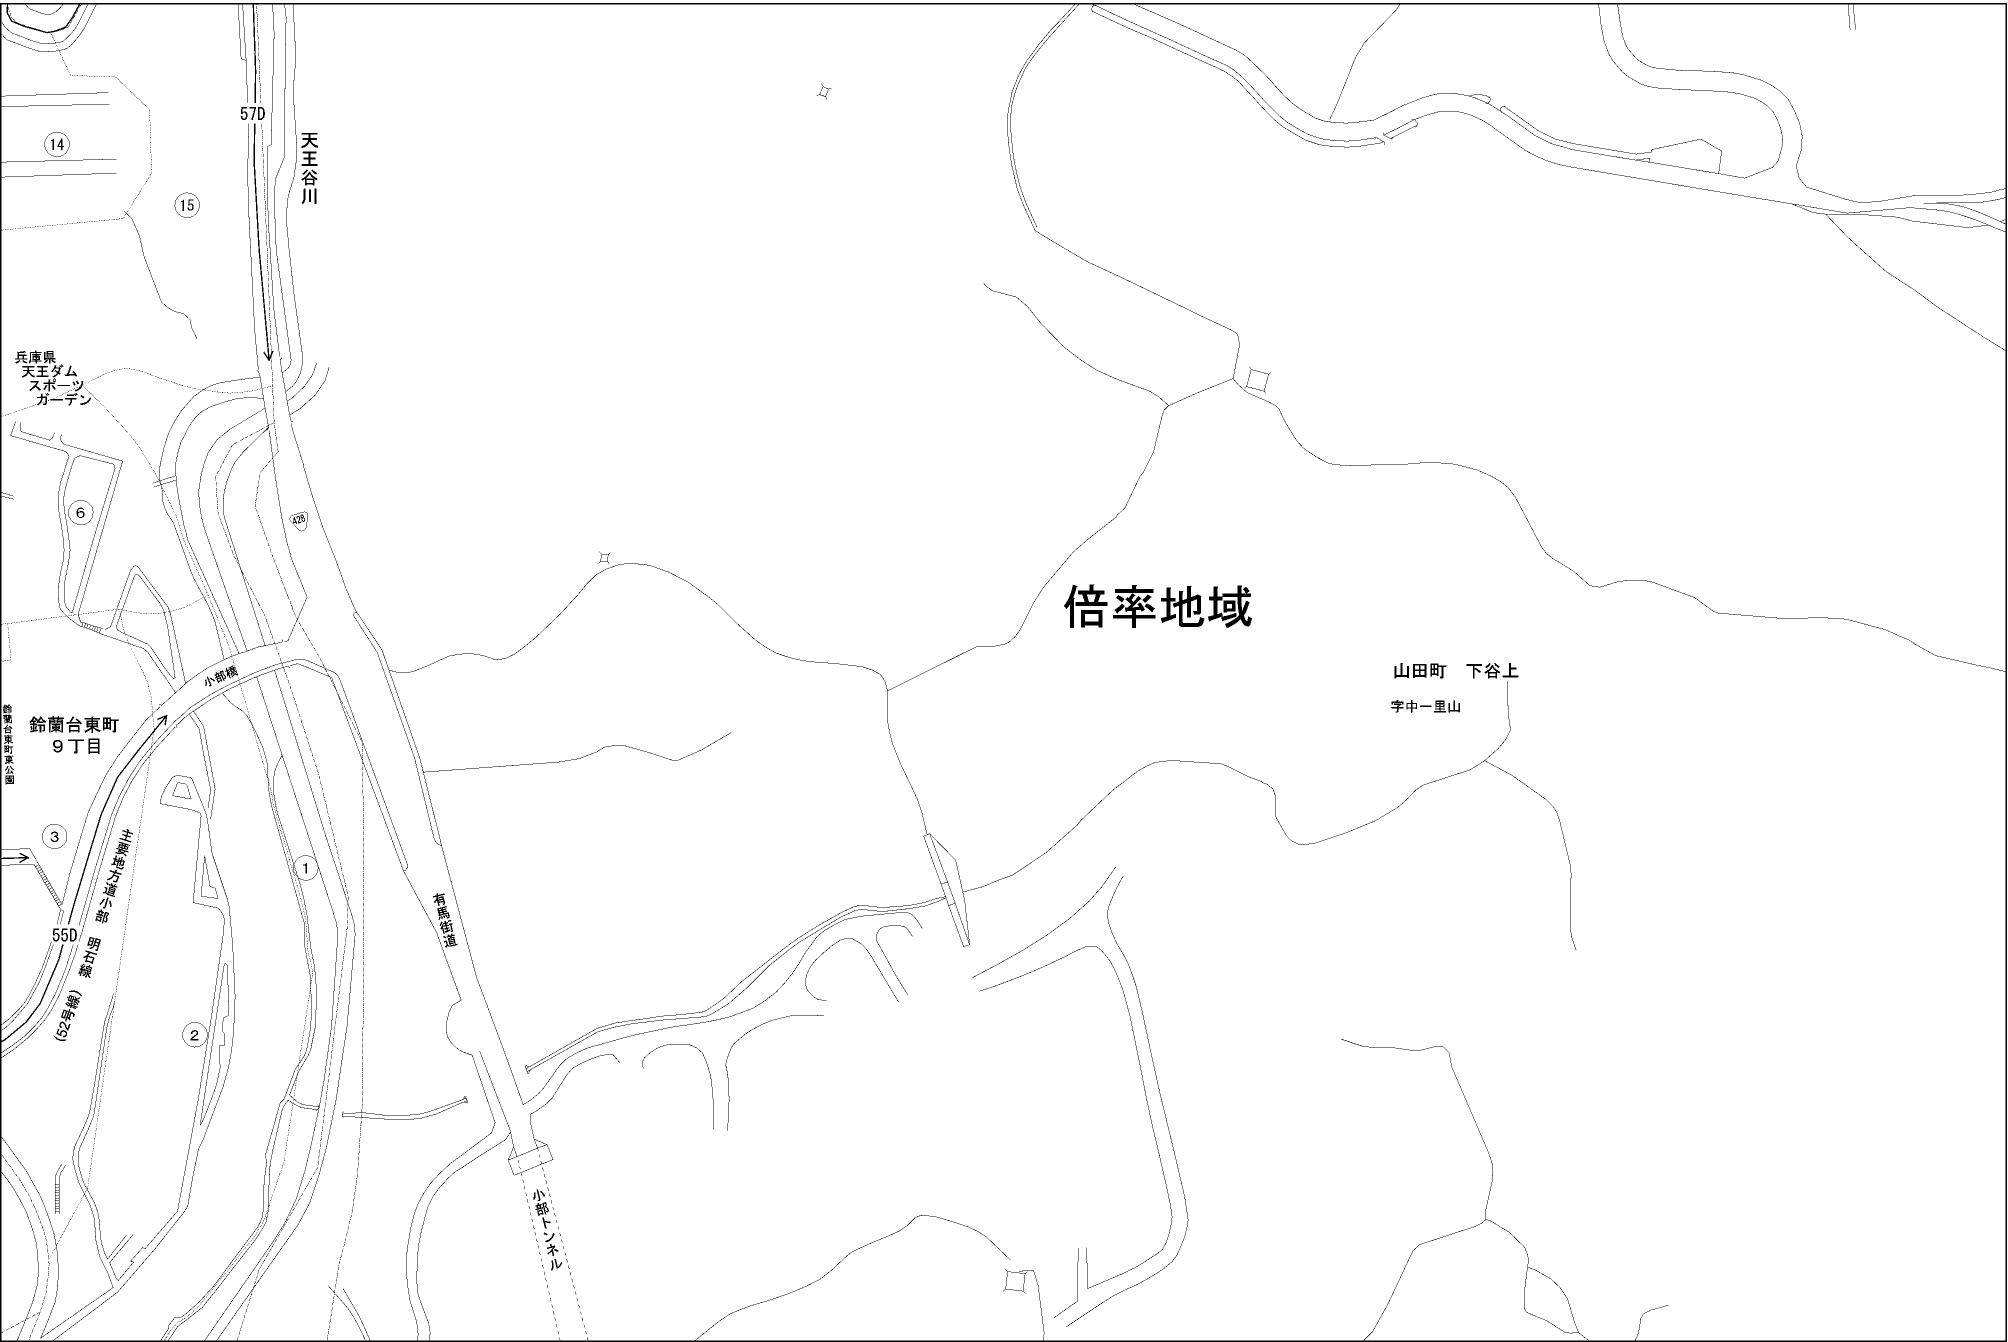 57D
天王谷川
14
15
兵庫県
天王ダム
スポーツ
ガーデン
6
428
倍率地域
山田町　下谷上
字中一里山
小部橋
鈴蘭台東町
９丁目
鈴蘭台東町東公園
3
主要地方道小部　明石線
(52号線)
1
有馬街道
55D
2
小部トンネル